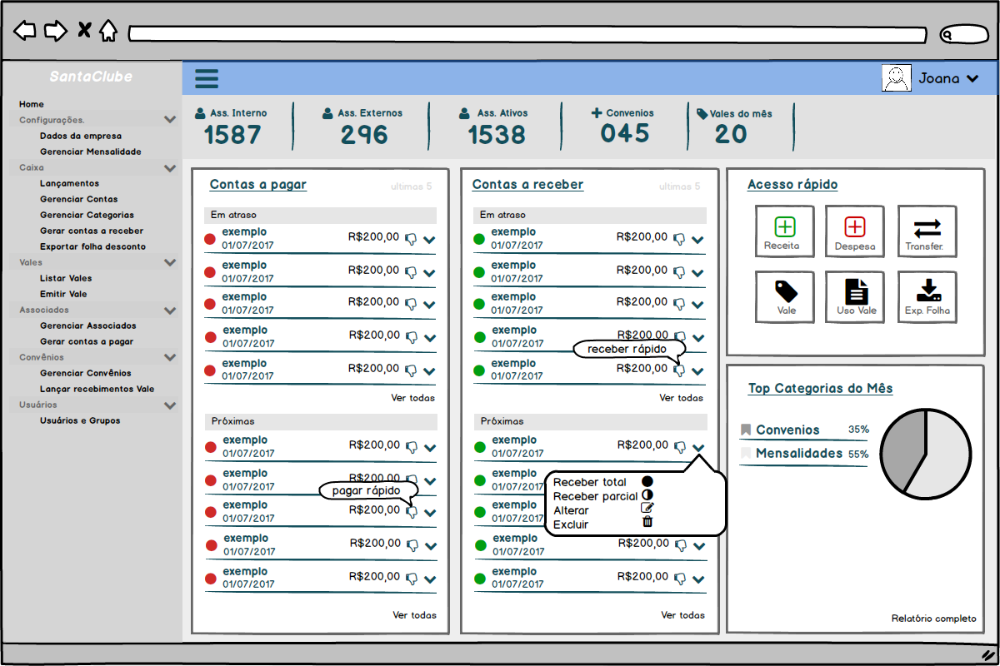 SantaClube
Joana
Home
Configurações.
Dados da empresa
Gerenciar Mensalidade
Caixa
Lançamentos
Gerenciar Contas
Gerenciar Categorias
Gerar contas a receber
Exportar folha desconto
Vales
Listar Vales
Emitir Vale
Associados
Gerenciar Associados
Gerar contas a pagar
Convênios
Gerenciar Convênios
Lançar recebimentos Vale
Usuários
Usuários e Grupos
Ass. Interno
1587
Ass. Externos
296
Ass. Ativos
1538
Convenios
045
Vales do mês
20
Contas a pagar ultimas 5
Em atraso
exemplo
01/07/2017 R$200,00
exemplo
01/07/2017 R$200,00
exemplo
01/07/2017 R$200,00
exemplo
01/07/2017 R$200,00
exemplo
01/07/2017 R$200,00
Ver todas
Próximas
exemplo
01/07/2017 R$200,00
exemplo
01/07/2017 R$200,00
pagar rápido
exemplo
01/07/2017 R$200,00
exemplo
01/07/2017 R$200,00
exemplo
01/07/2017 R$200,00
Ver todas
Contas a receber ultimas 5
Em atraso
exemplo
01/07/2017 R$200,00
exemplo
01/07/2017 R$200,00
exemplo
01/07/2017 R$200,00
exemplo
01/07/2017 R$200,00
receber rápido
exemplo
01/07/2017 R$200,00
Ver todas
Próximas
exemplo
01/07/2017 R$200,00
exemplo
01/07/2017
exemplo
01/07/2017
Receber total
Receber parcial
Alterar
Excluir
exemplo
01/07/2017 R$200,00
exemplo
01/07/2017 R$200,00
Ver todas
Acesso rápido
Receita
Despesa
Transfer.
Vale
Uso Vale
Exp. Folha
Top Categorias do Mês
Convenios 35%
Mensalidades 55%
Relatório completo